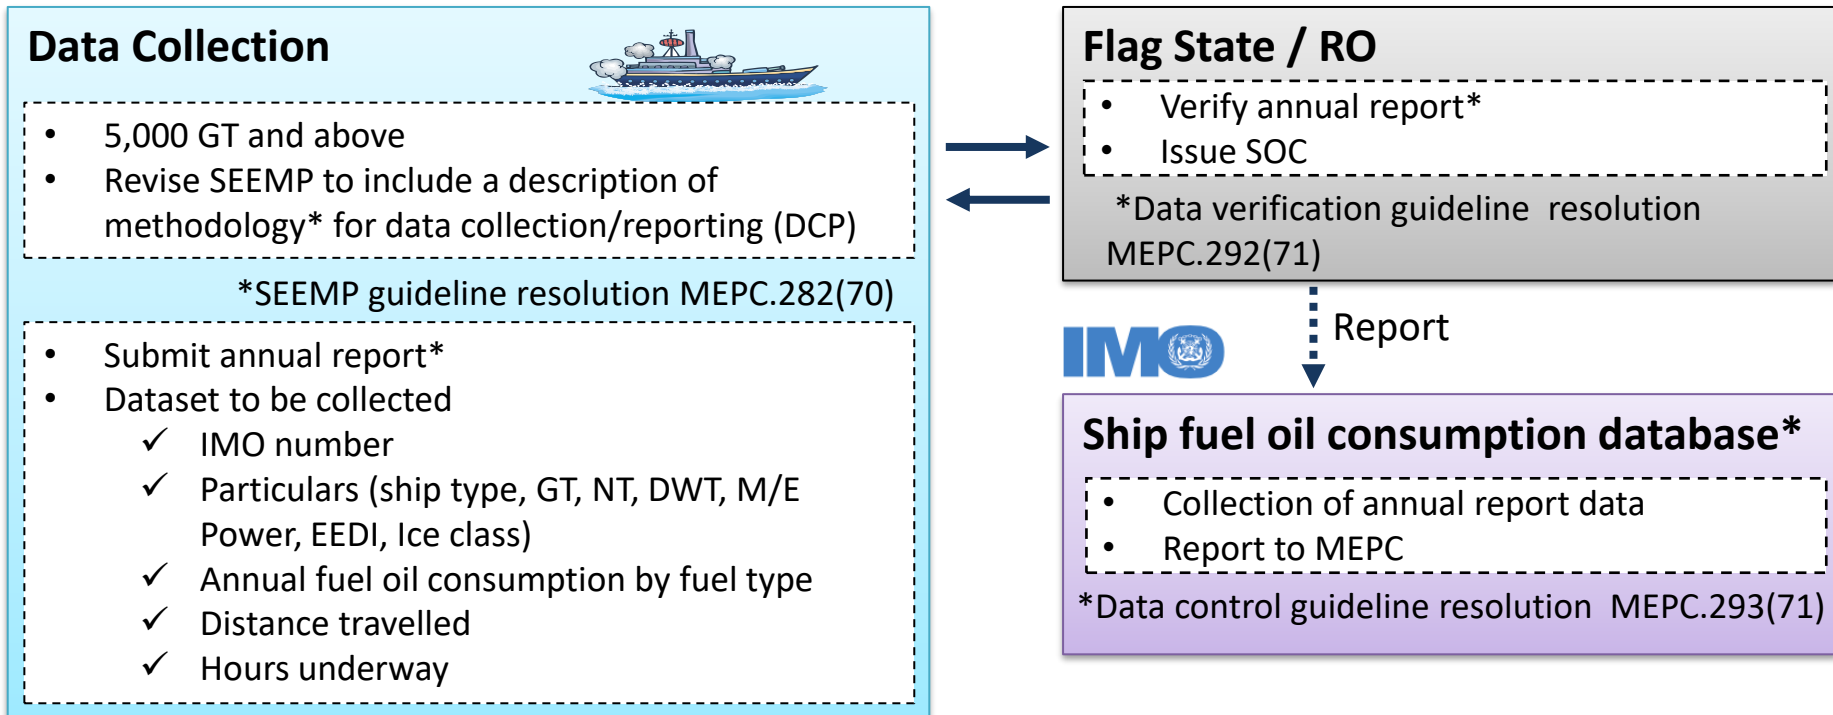 Data Collection
• 5,000 GT and above
• Revise SEEMP to include a description of
methodology* for data collection/reporting (DCP)
*SEEMP guideline resolution MEPC.282(70)
• Submit annual report*
• Dataset to be collected
✓ IMO number
✓ Particulars (ship type, GT, NT, DWT, M/E
Power, EEDI, Ice class)
✓ Annual fuel oil consumption by fuel type
✓ Distance travelled
✓ Hours underway
Flag State / RO
• Verify annual report*
• Issue SOC
*Data verification guideline resolution
MEPC.292(71)
Report
IMO
Ship fuel oil consumption database*
• Collection of annual report data
• Report to MEPC
*Data control guideline resolution MEPC.293(71)